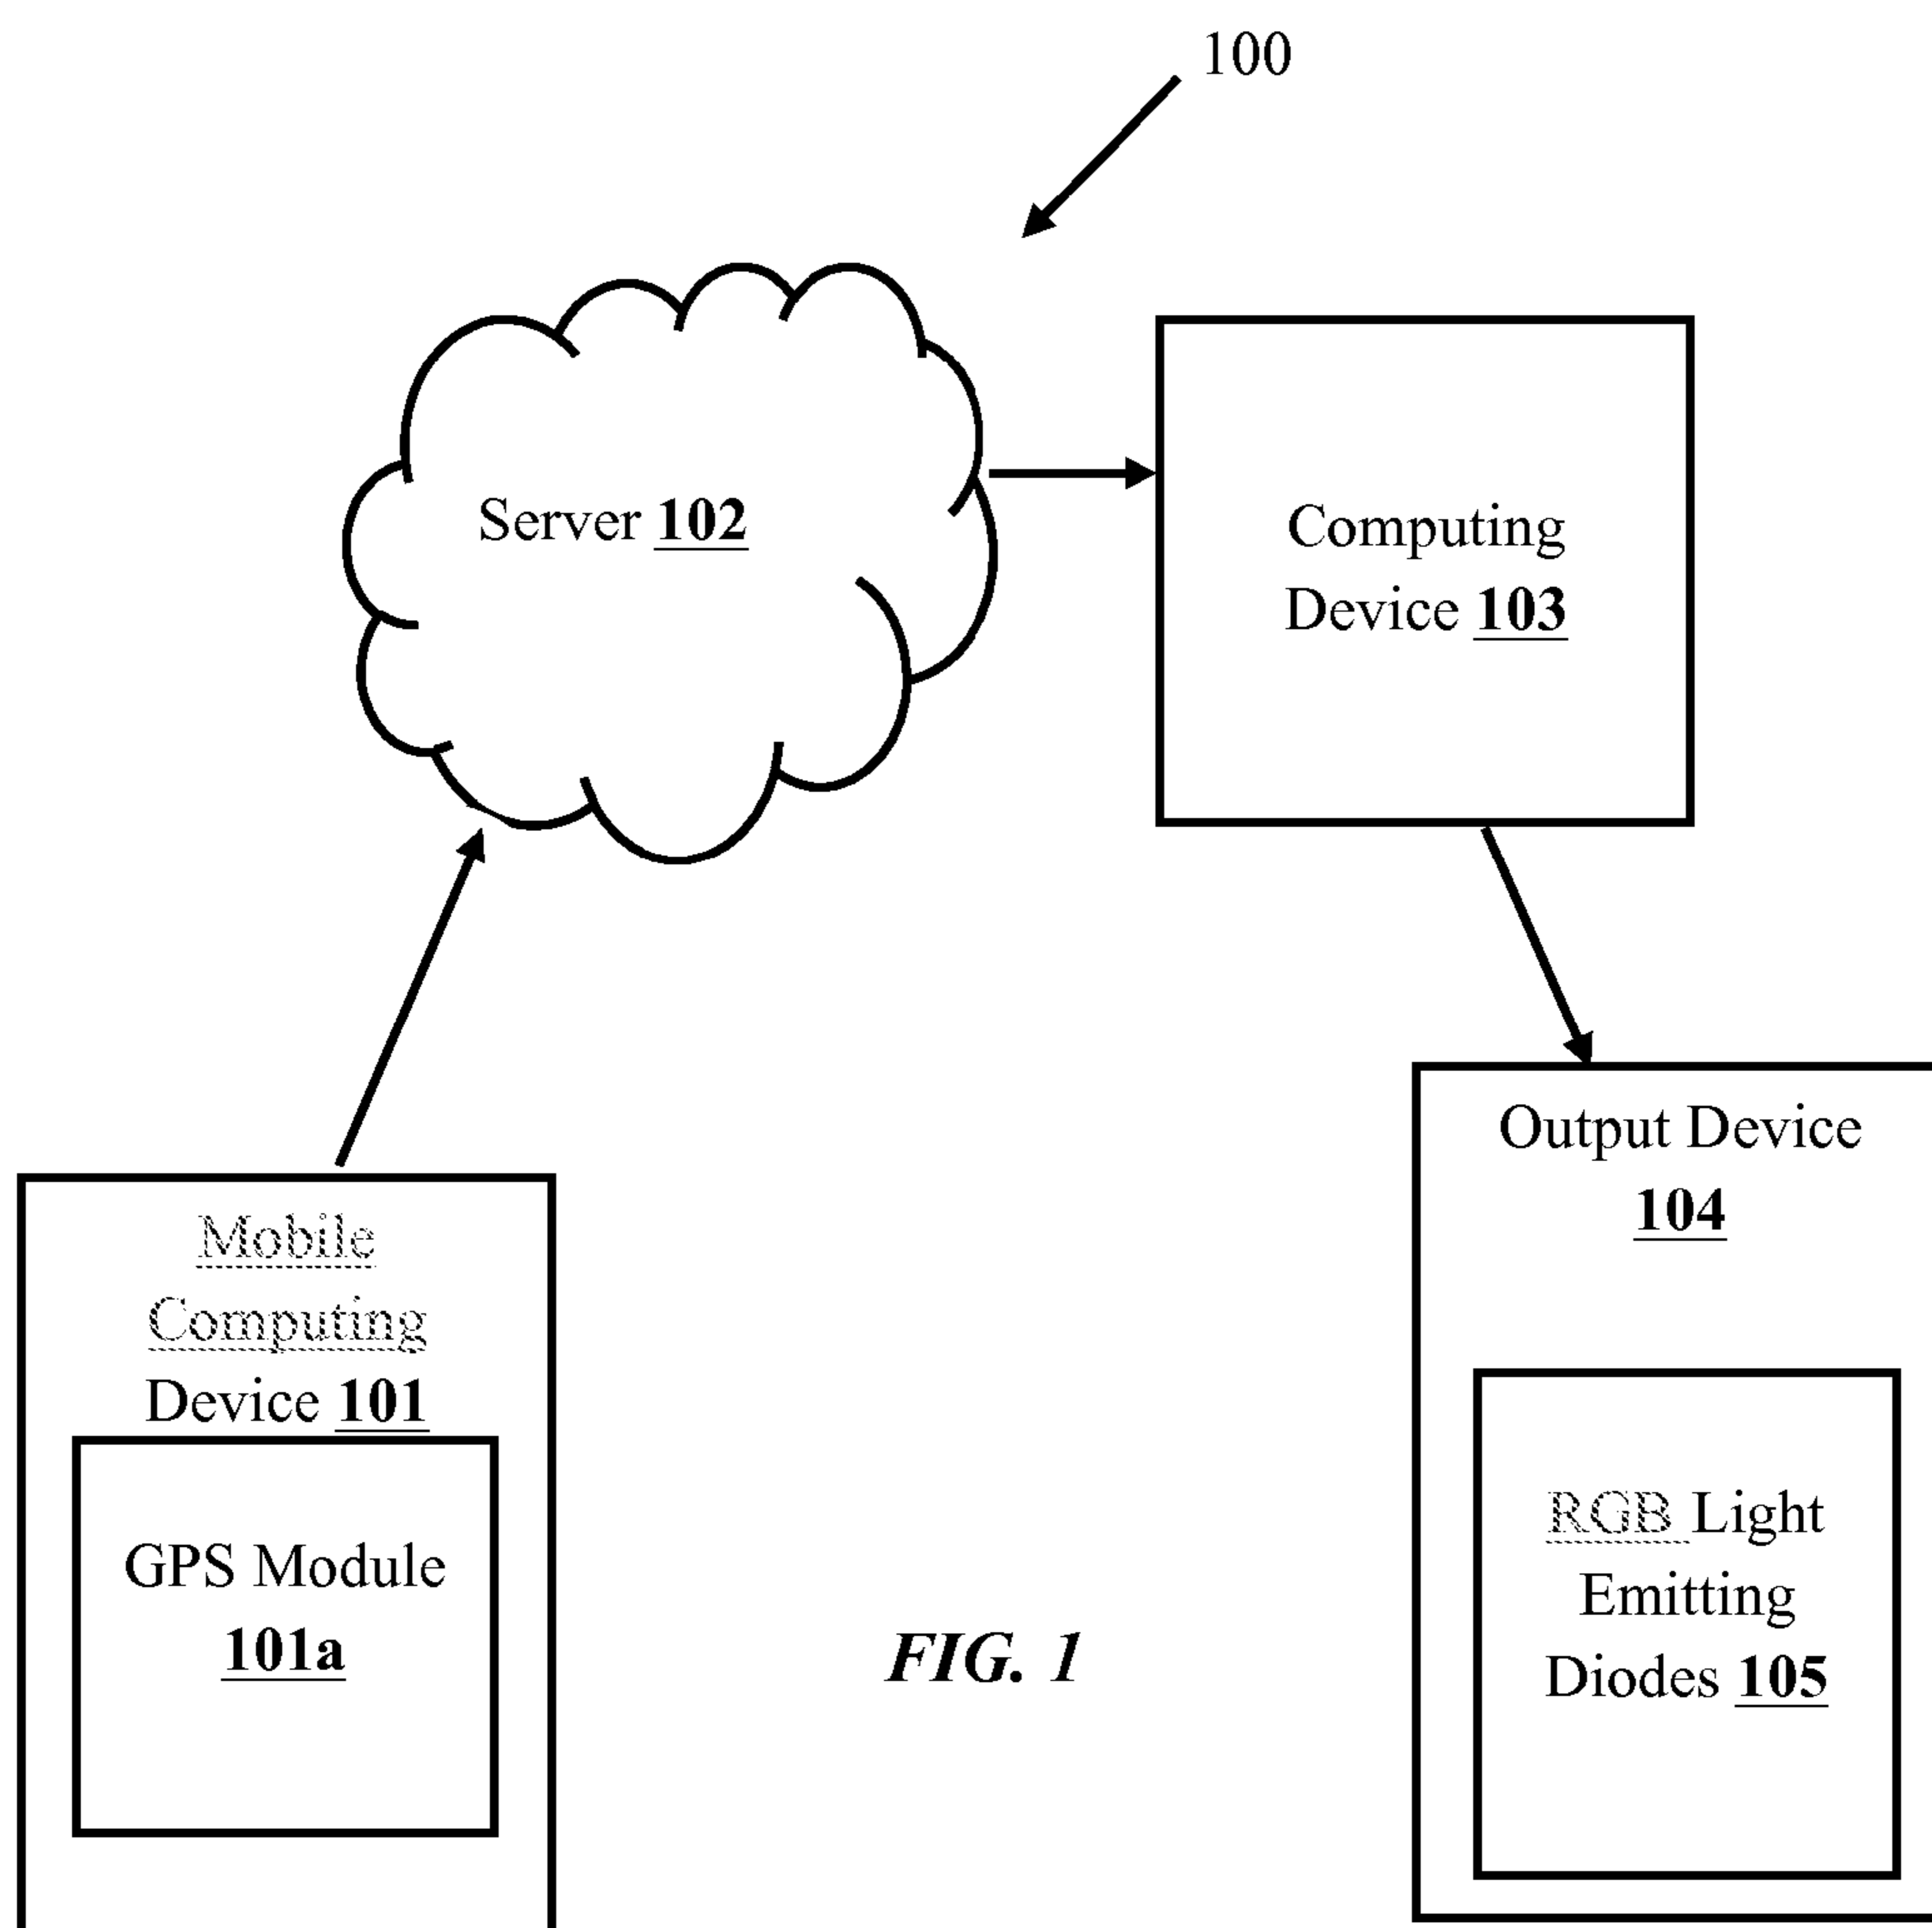 100
Server 102
Computing
Device 103
Output Device
104
Mobile
Computing
Device 101
GPS Module
101a
RGB Light
Emitting
Diodes 105
FIG. 1